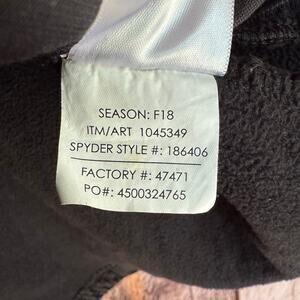 SEASON: F18
ITM/ART 1045349
SPYDER STYLE #: 186406
FACTORY #: 47471
PO#: 4500324765